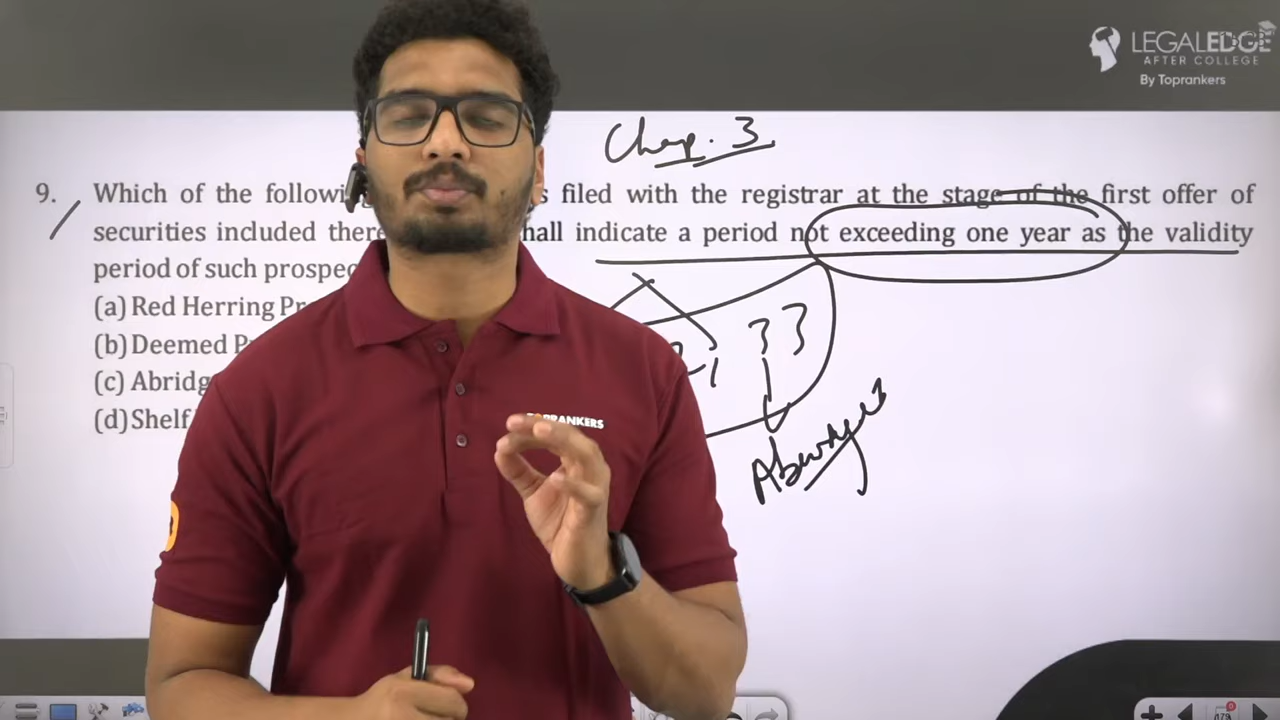 LEGALEDGE
AFTER COLLEGE
By Toprankers
Chap. 3
9. Which of the followin s filed with the registrar at the stage of the first offer of
securities included there hall indicate a period not exceeding one year as the validity
period of such prospec
(a) Red Herring Pr
(b) Deemed P
(c) Abridg
(d) Shelf
33
TOPRANKERS
479